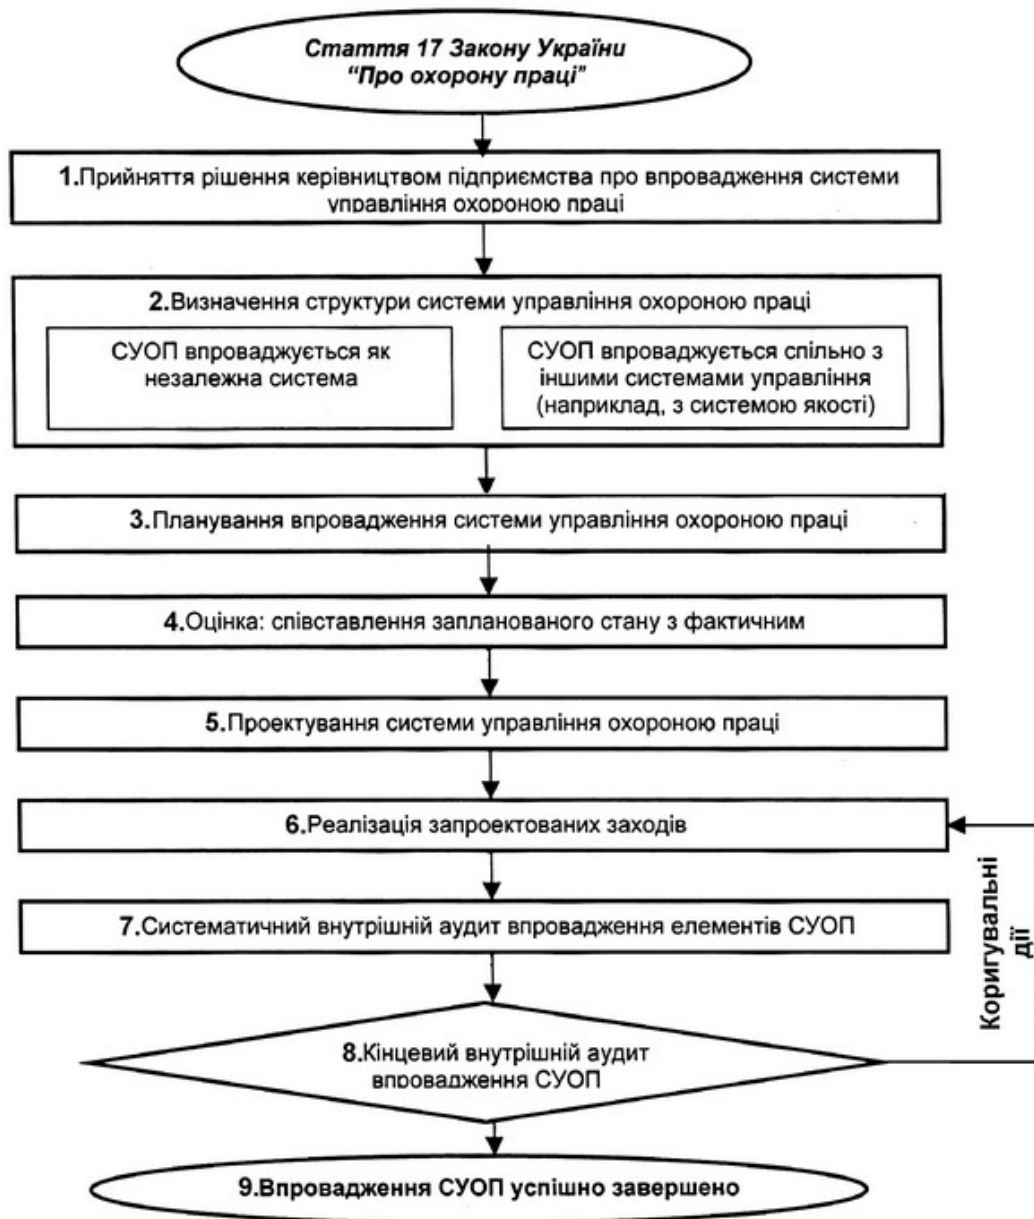 Стаття 17 Закону України
“Про охорону праці”
1.Прийняття рішення керівництвом підприємства про впровадження системи
управління охороною праці
2.Визначення структури системи управління охороною праці
СУОП впроваджується як
незалежна система
СУОП впроваджується спільно з
іншими системами управління
(наприклад, з системою якості)
3.Планування впровадження системи управління охороною праці
4.Оцінка: співставлення запланованого стану з фактичним
5.Проектування системи управління охороною праці
6.Реалізація запроектованих заходів
7.Систематичний внутрішній аудит впровадження елементів СУОП
Коригувальні
дії
8.Кінцевий внутрішній аудит
впровадження СУОП
9.Впровадження СУОП успішно завершено